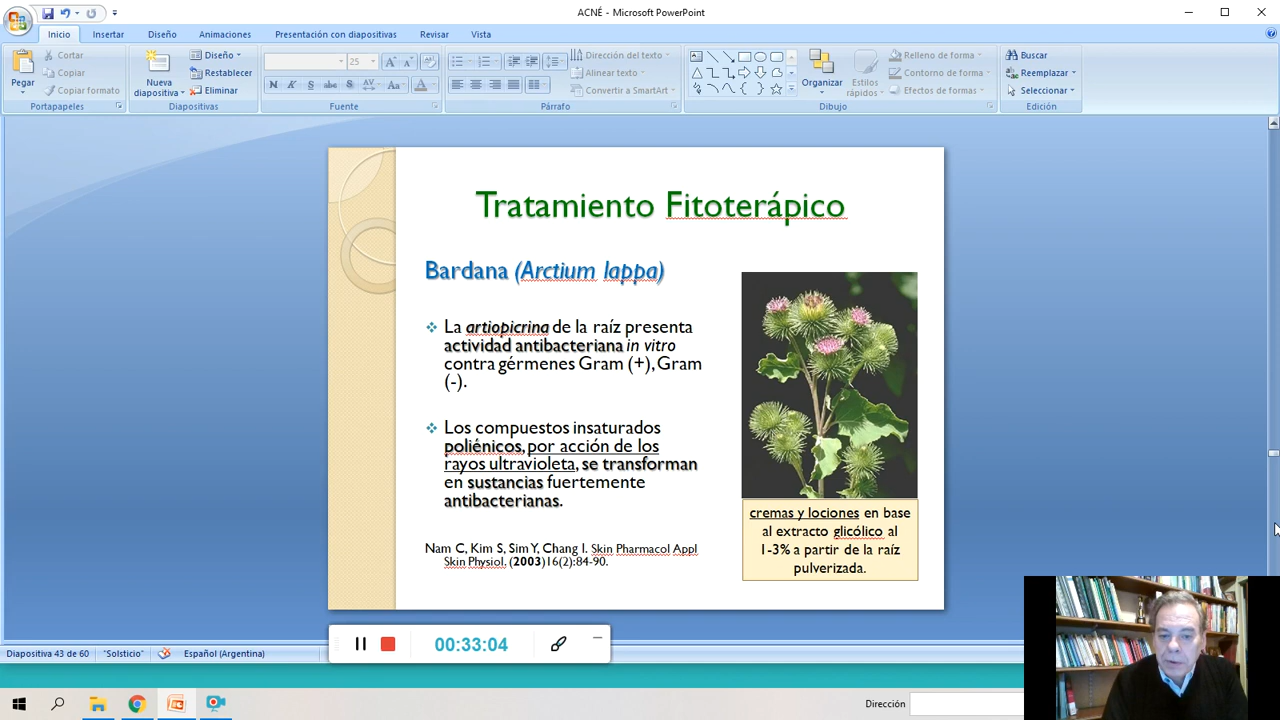 ACNÉ - Microsoft PowerPoint
Inicio Insertar Diseño Animaciones Presentación con diapositivas Revisar Vista
Pegar
Cortar
Copiar
Copiar formato
Portapapeles
Nueva
diapositiva
Diseño
Restablecer
Eliminar
Diapositivas
25
Fuente
Dirección del texto
Alinear texto
Convertir a SmartArt
Párrafo
Organizar
Estilos
rápidos
Relleno de forma
Contorno de forma
Efectos de formas
Dibujo
Buscar
Reemplazar
Seleccionar
Edición
Tratamiento Fitoterápico
Bardana (Arctium lappa)
La artiopicrina de la raíz presenta
actividad antibacteriana in vitro
contra gérmenes Gram (+), Gram
(-).
Los compuestos insaturados
poliénicos, por acción de los
rayos ultravioleta, se transforman
en sustancias fuertemente
antibacterianas.
Nam C, Kim S, Sim Y, Chang I. Skin Pharmacol Appl
Skin Physiol. (2003)16(2):84-90.
cremas y lociones en base
al extracto glicólico al
1-3% a partir de la raíz
pulverizada.
00:33:04
Diapositiva 43 de 60 "Solsticio" Español (Argentina)
Dirección